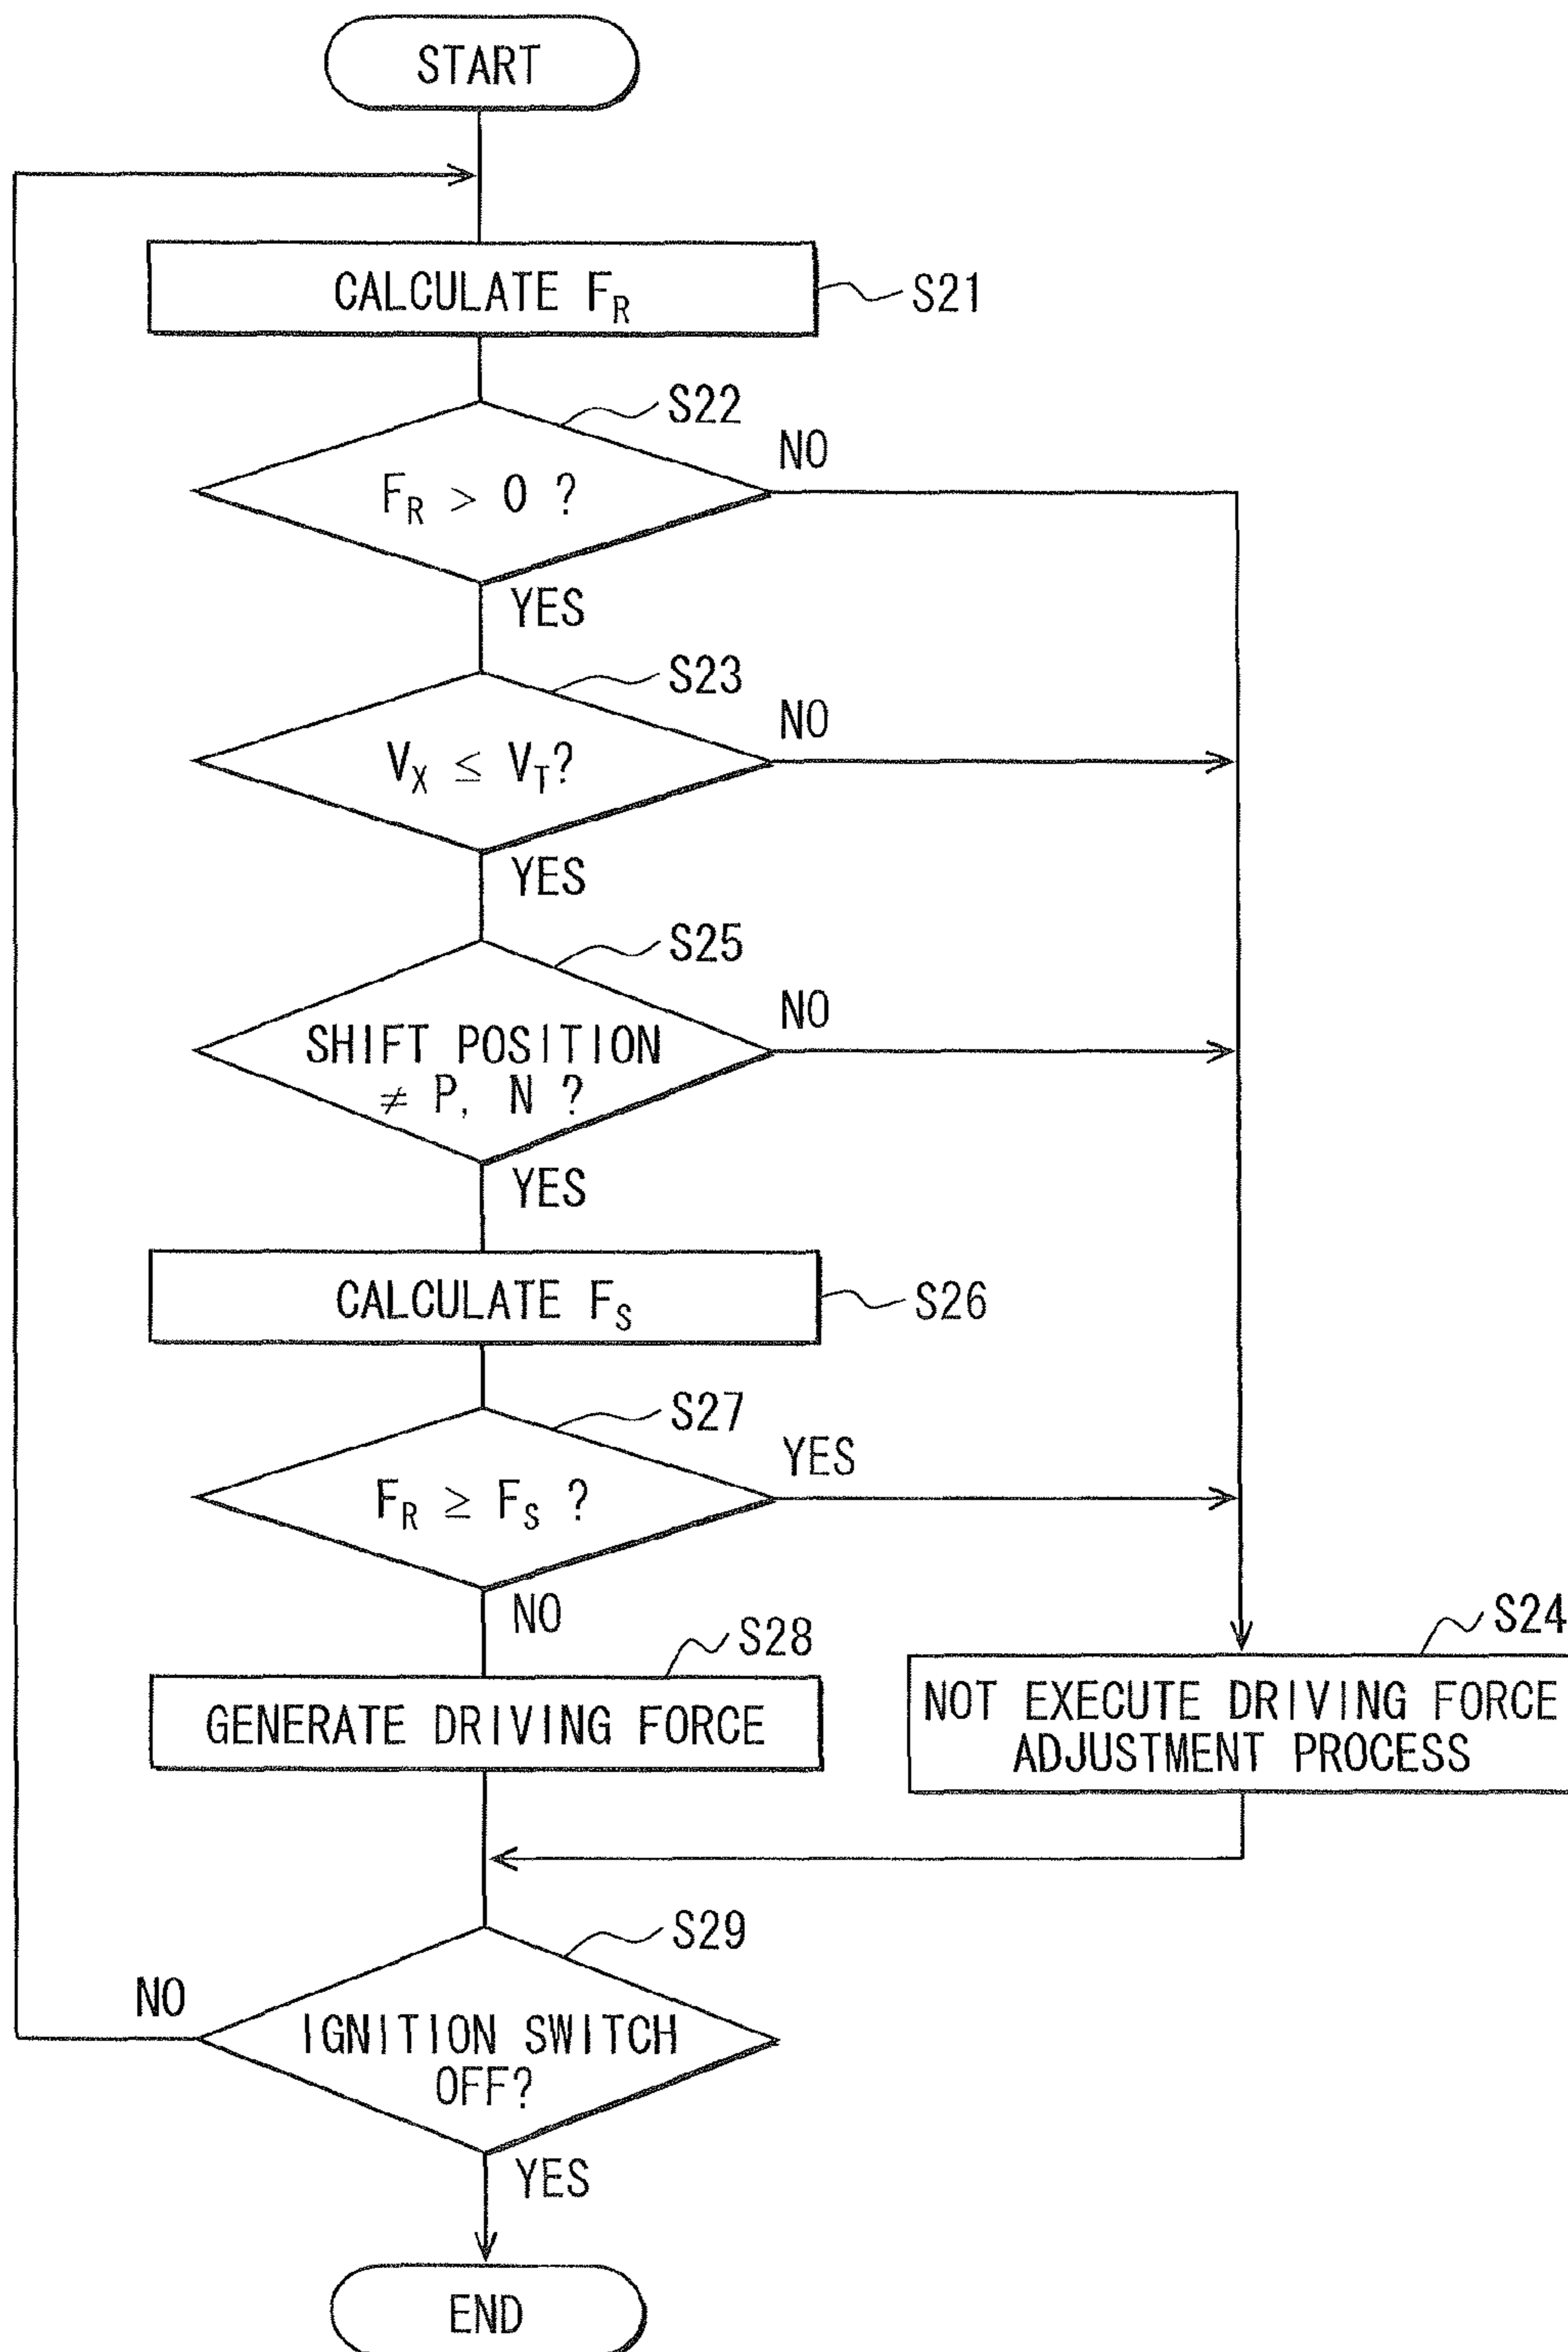 START
CALCULATE FR
S21
S22
FR > 0 ?
NO
YES
S23
VX ≤ VT?
NO
YES
S25
SHIFT POSITION
≠ P, N ?
NO
YES
CALCULATE FS
S26
S27
FR ≥ FS ?
YES
NO
S28
GENERATE DRIVING FORCE
S24
NOT EXECUTE DRIVING FORCE
ADJUSTMENT PROCESS
S29
NO
IGNITION SWITCH
OFF?
YES
END